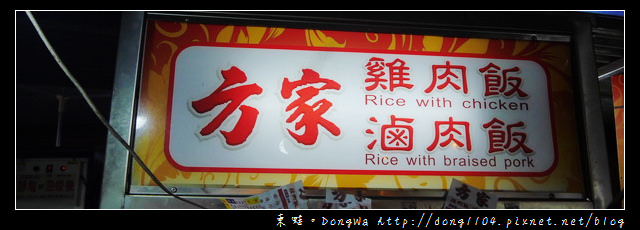 方家
雞肉飯
Rice with chicken
滷肉飯
Rice with braised pork
東畦。DongWa http://dong1104.pixnet.net/blog